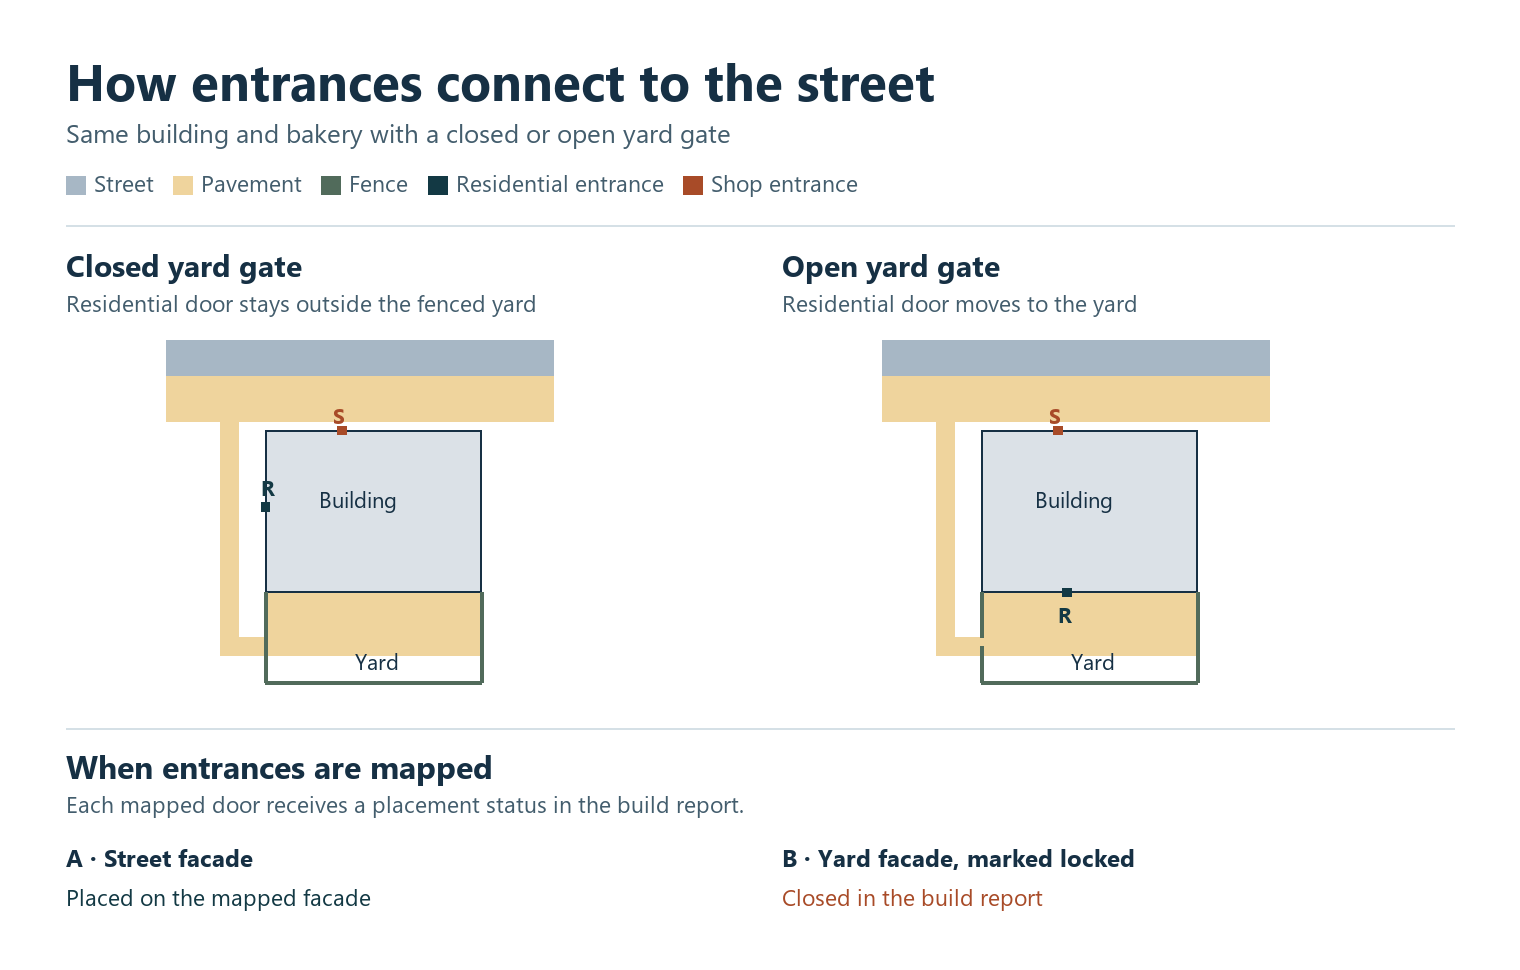 How entrances connect to the street
Same building and bakery with a closed or open yard gate
Street
Pavement
Fence
Residential entrance
Shop entrance
Closed yard gate
Residential door stays outside the fenced yard
S
R
Building
Yard
Open yard gate
Residential door moves to the yard
S
Building
R
Yard
When entrances are mapped
Each mapped door receives a placement status in the build report.
A · Street facade
Placed on the mapped facade
B · Yard facade, marked locked
Closed in the build report